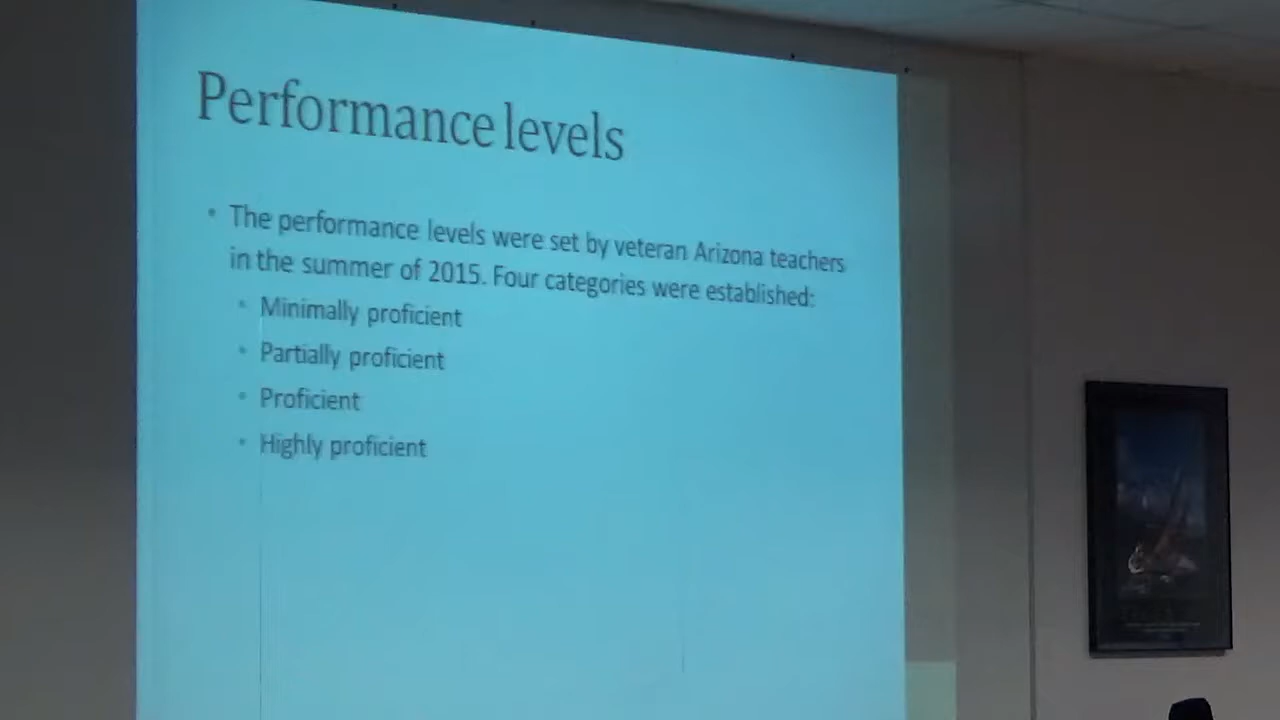 Performance levels
• The performance levels were set by veteran Arizona teachers
in the summer of 2015. Four categories were established:
• Minimally proficient
• Partially proficient
• Proficient
• Highly proficient